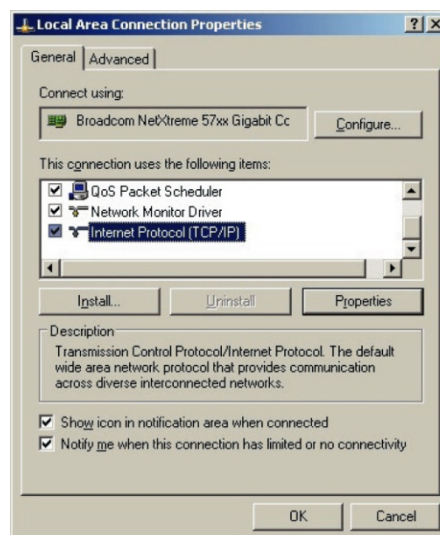 Local Area Connection Properties
General
Advanced
Connect using:
Broadcom NetXtreme 57xx Gigabit Cc
Configure...
This connection uses the following items:
QoS Packet Scheduler
Network Monitor Driver
Internet Protocol (TCP/IP)
Install...
Uninstall
Properties
Description
Transmission Control Protocol/Internet Protocol. The default
wide area network protocol that provides communication
across diverse interconnected networks.
Show icon in notification area when connected
Notify me when this connection has limited or no connectivity
OK
Cancel